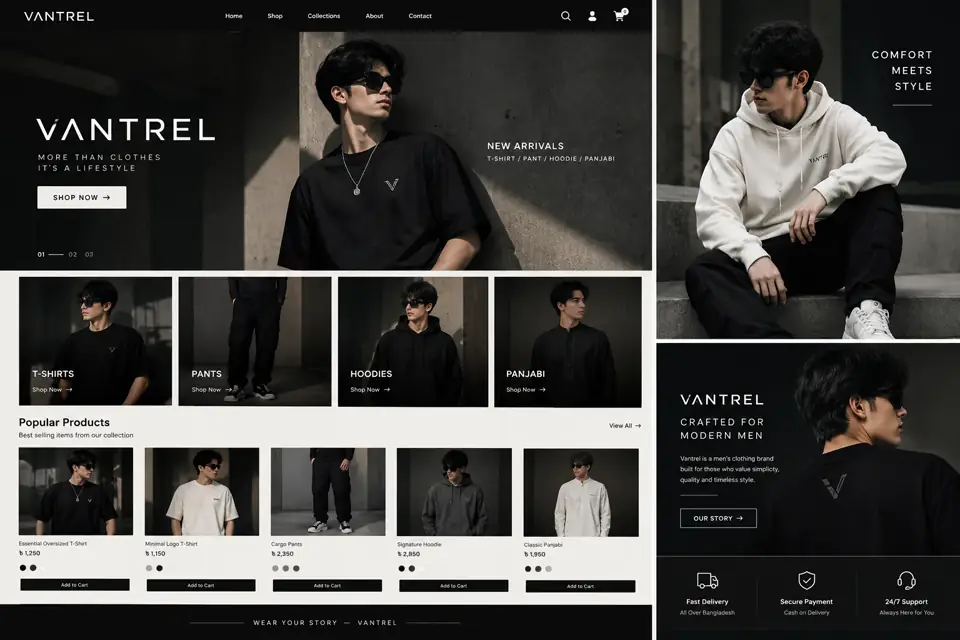 VANTREL
Home Shop Collections About Contact
VANTREL
MORE THAN CLOTHES
IT'S A LIFESTYLE
SHOP NOW →
01 02 03
NEW ARRIVALS
T-SHIRT / PANT / HOODIE / PANJABI
T-SHIRTS
Shop Now →
PANTS
Shop Now →
HOODIES
Shop Now →
PANJABI
Shop Now →
Popular Products
Best selling items from our collection
View All →
Essential Oversized T-Shirt
৳ 1,250
Add to Cart
Minimal Logo T-Shirt
৳ 1,150
Add to Cart
Cargo Pants
৳ 2,350
Add to Cart
Signature Hoodie
৳ 2,850
Add to Cart
Classic Panjabi
৳ 1,950
Add to Cart
WEAR YOUR STORY — VANTREL
COMFORT
MEETS
STYLE
VANTREL
VANTREL
CRAFTED FOR
MODERN MEN
Vantrel is a men's clothing brand
built for those who value simplicty,
quality and timeless style.
OUR STORY →
Fast Delivery
All Over Bangladesh
Secure Payment
Cash on Delivery
24/7 Support
Always Here for You